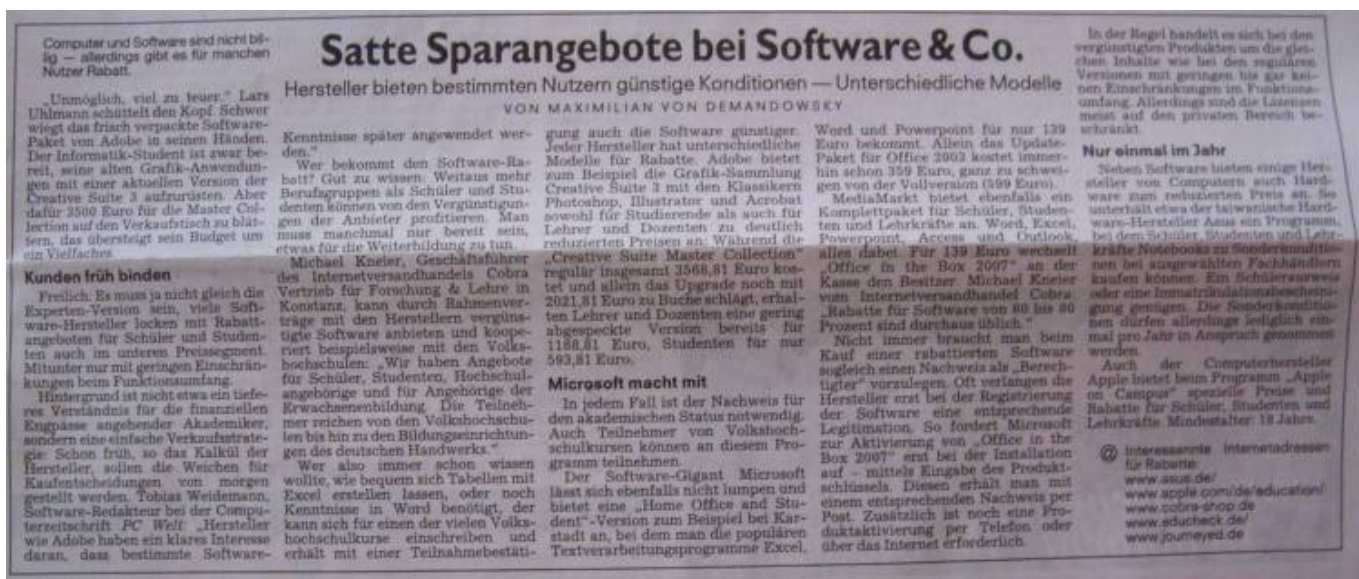 Computer und Software sind nicht bil-
lig — allerdings gibt es für manchen
Nutzer Rabatt.
Satte Sparangebote bei Software & Co.
Hersteller bieten bestimmten Nutzern günstige Konditionen — Unterschiedliche Modelle
VON MAXIMILIAN VON DEMANDOWSKY
„Unmöglich, viel zu teuer.“ Lars
Uhlmann schüttelt den Kopf. Schwer
wiegt das frisch verpackte Software-
Paket von Adobe in seinen Händen.
Der Informatik-Student ist zwar be-
reit, seine alten Grafik-Anwendun-
gen mit einer aktuellen Version der
Creative Suite 3 aufzurüsten. Aber
dafür 3500 Euro für die Master Col-
lection auf den Verkaufstisch zu blät-
tern, das übersteigt sein Budget um
ein Vielfaches.
Kunden früh binden
Freilich: Es muss ja nicht gleich die
Experten-Version sein, viele Soft-
ware-Hersteller locken mit Rabatt-
angeboten für Schüler und Studen-
ten auch im unteren Preissegment.
Mitunter nur mit geringen Einschrän-
kungen beim Funktionsumfang.
Hintergrund ist nicht etwa ein tiefe-
res Verständnis für die finanziellen
Engpässe angehender Akademiker,
sondern eine einfache Verkaufsstrate-
gie: Schon früh, so das Kalkül der
Hersteller, sollen die Weichen für
Kaufentscheidungen von morgen
gestellt werden. Tobias Weidemann,
Software-Redakteur bei der Compu-
terzeitschrift PC Welt: „Hersteller
wie Adobe haben ein klares Interesse
daran, dass bestimmte Software-
Kenntnisse später angewendet wer-
den.“
Wer bekommt den Software-Ra-
batt? Gut zu wissen: Weitaus mehr
Berufsgruppen als Schüler und Stu-
denten können von den Vergünstigun-
gen der Anbieter profitieren. Man
muss manchmal nur bereit sein,
etwas für die Weiterbildung zu tun.
Michael Kneier, Geschäftsführer
des Internetversandhandels Cobra
Vertrieb für Forschung & Lehre in
Konstanz, kann durch Rahmenver-
träge mit den Herstellern vergüns-
tigte Software anbieten und koope-
riert beispielsweise mit den Volks-
hochschulen: „Wir haben Angebote
für Schüler, Studenten, Hochschul-
angehörige und für Angehörige der
Erwachsenenbildung. Die Teilneh-
mer reichen von den Volkshochschu-
len bis hin zu den Bildungseinrichtun-
gen des deutschen Handwerks.“
Wer also immer schon wissen
wollte, wie bequem sich Tabellen mit
Excel erstellen lassen, oder noch
Kenntnisse in Word benötigt, der
kann sich für einen der vielen Volks-
hochschulkurse einschreiben und
erhält mit einer Teilnahmebestäti-
gung auch die Software günstiger.
Jeder Hersteller hat unterschiedliche
Modelle für Rabatte. Adobe bietet
zum Beispiel die Grafik-Sammlung
Creative Suite 3 mit den Klassikern
Photoshop, Illustrator und Acrobat
sowohl für Studierende als auch für
Lehrer und Dozenten zu deutlich
reduzierten Preisen an: Während die
„Creative Suite Master Collection“
regulär insgesamt 3568,81 Euro kos-
tet und allein das Upgrade noch mit
2021,81 Euro zu Buche schlägt, erhal-
ten Lehrer und Dozenten eine gering
abgespeckte Version bereits für
1188,81 Euro, Studenten für nur
593,81 Euro.
Microsoft macht mit
In jedem Fall ist der Nachweis für
den akademischen Status notwendig.
Auch Teilnehmer von Volkshoch-
schulkursen können an diesem Pro-
gramm teilnehmen.
Der Software-Gigant Microsoft
lässt sich ebenfalls nicht lumpen und
bietet eine „Home Office and Stu-
dent“-Version zum Beispiel bei Kar-
stadt an, bei dem man die populären
Textverarbeitungsprogramme Excel,
Word und Powerpoint für nur 139
Euro bekommt. Allein das Update-
Paket für Office 2003 kostet immer-
hin schon 359 Euro, ganz zu schwei-
gen von der Vollversion (599 Euro).
MediaMarkt bietet ebenfalls ein
Komplettpaket für Schüler, Studen-
ten und Lehrkräfte an. Word, Excel,
Powerpoint, Access und Outlook,
alles dabei. Für 139 Euro wechselt
„Office in the Box 2007“ an der
Kasse den Besitzer. Michael Kneier
vom Internetversandhandel Cobra:
„Rabatte für Software von 60 bis 80
Prozent sind durchaus üblich.“
Nicht immer braucht man beim
Kauf einer rabattierten Software
sogleich einen Nachweis als „Berech-
tigter“ vorzulegen. Oft verlangen die
Hersteller erst bei der Registrierung
der Software eine entsprechende
Legitimation. So fordert Microsoft
zur Aktivierung von „Office in the
Box 2007“ erst bei der Installation
auf – mittels Eingabe des Produkt-
schlüssels. Diesen erhält man mit
einem entsprechenden Nachweis per
Post. Zusätzlich ist noch eine Pro-
duktaktivierung per Telefon oder
über das Internet erforderlich.
In der Regel handelt es sich bei den
vergünstigten Produkten um die glei-
chen Inhalte wie bei den regulären
Versionen mit geringen bis gar kei-
nen Einschränkungen im Funktions-
umfang. Allerdings sind die Lizenzen
meist auf den privaten Bereich be-
schränkt.
Nur einmal im Jahr
Neben Software bieten einige Her-
steller von Computern auch Hard-
ware zum reduzierten Preis an. So
unterhält etwa der taiwanische Hard-
ware-Hersteller Asus ein Programm,
bei dem Schüler, Studenten und Lehr-
kräfte Notebooks zu Sonderkonditio-
nen bei ausgewählten Fachhändlern
kaufen können. Ein Schülerausweis
oder eine Immatrikulationsbescheini-
gung genügen. Die Sonderkonditio-
nen dürfen allerdings lediglich ein-
mal pro Jahr in Anspruch genommen
werden.
Auch der Computerhersteller
Apple bietet beim Programm „Apple
on Campus“ spezielle Preise und
Rabatte für Schüler, Studenten und
Lehrkräfte. Mindestalter: 18 Jahre.
@ Interessante Internetadressen
für Rabatte:
www.asus.de/
www.apple.com/de/education/
www.cobra-shop.de
www.educheck.de/
www.journeyed.de